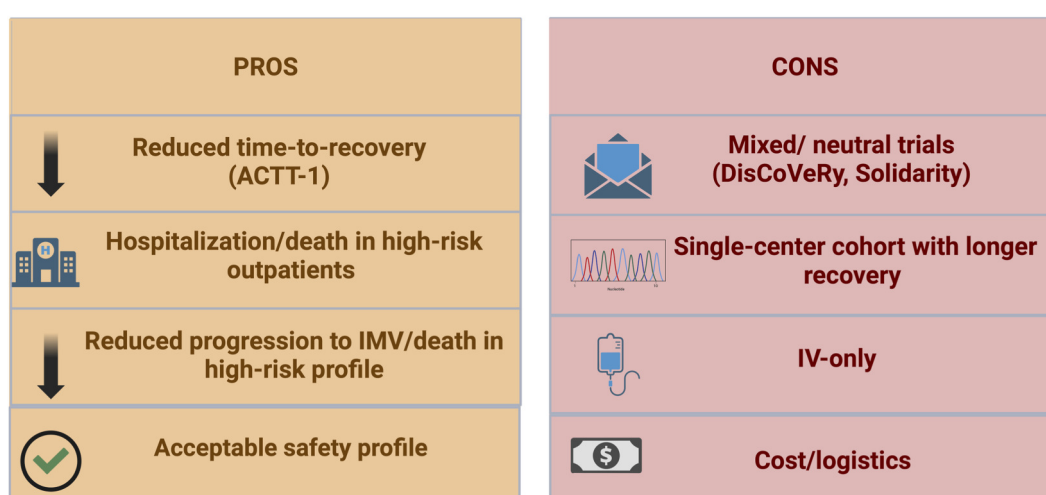 PROS
Reduced time-to-recovery
(ACTT-1)
H
Hospitalization/death in high-risk
outpatients
Reduced progression to IMV/death in
high-risk profile
Acceptable safety profile
CONS
Mixed/ neutral trials
(DisCoVeRy, Solidarity)
Single-center cohort with longer
recovery
Nucleotide
IV-only
$
Cost/logistics